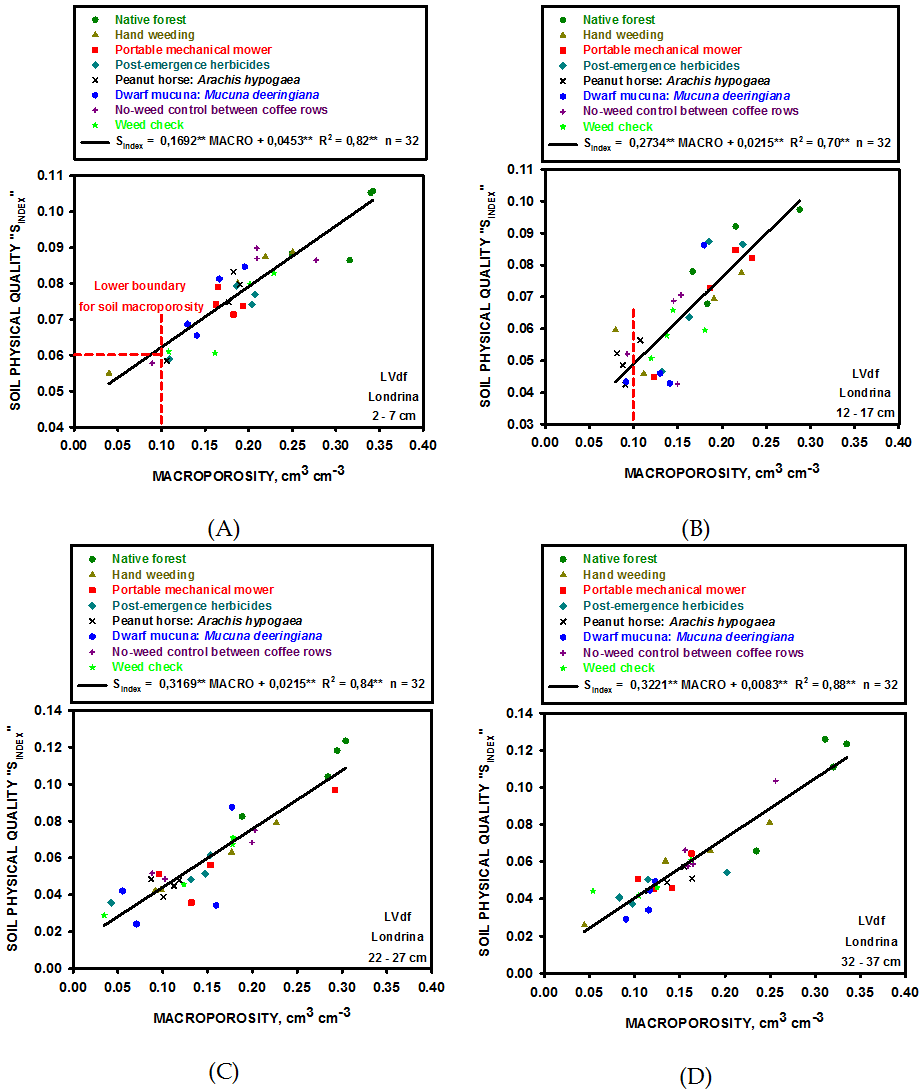 Native forest
Hand weeding
Portable mechanical mower
Post-emergence herbicides
Peanut horse: Arachis hypogaea
Dwarf mucuna: Mucuna deeringiana
No-weed control between coffee rows
Weed check
S_Index = 0,1692** MACRO + 0,0453** R² = 0,82** n = 32
SOIL PHYSICAL QUALITY "S_INDEX"
0.11
0.10
0.09
0.08
0.07
0.06
0.05
0.04
Lower boundary
for soil macroporosity
LVdf
Londrina
2 - 7 cm
0.00 0.05 0.10 0.15 0.20 0.25 0.30 0.35 0.40
MACROPOROSITY, cm³ cm⁻³
(A)
Native forest
Hand weeding
Portable mechanical mower
Post-emergence herbicides
Peanut horse: Arachis hypogaea
Dwarf mucuna: Mucuna deeringiana
No-weed control between coffee rows
Weed check
S_Index = 0,2734** MACRO + 0,0215** R² = 0,70** n = 32
SOIL PHYSICAL QUALITY "S_INDEX"
0.11
0.10
0.09
0.08
0.07
0.06
0.05
0.04
0.03
LVdf
Londrina
12 - 17 cm
0.00 0.05 0.10 0.15 0.20 0.25 0.30 0.35 0.40
MACROPOROSITY, cm³ cm⁻³
(B)
Native forest
Hand weeding
Portable mechanical mower
Post-emergence herbicides
Peanut horse: Arachis hypogaea
Dwarf mucuna: Mucuna deeringiana
No-weed control between coffee rows
Weed check
S_Index = 0,3169** MACRO + 0,0215** R² = 0,84** n = 32
SOIL PHYSICAL QUALITY "S_INDEX"
0.14
0.12
0.10
0.08
0.06
0.04
0.02
0.00
LVdf
Londrina
22 - 27 cm
0.00 0.05 0.10 0.15 0.20 0.25 0.30 0.35 0.40
MACROPOROSITY, cm³ cm⁻³
(C)
Native forest
Hand weeding
Portable mechanical mower
Post-emergence herbicides
Peanut horse: Arachis hypogaea
Dwarf mucuna: Mucuna deeringiana
No-weed control between coffee rows
Weed check
S_Index = 0,3221** MACRO + 0,0083** R² = 0,88** n = 32
SOIL PHYSICAL QUALITY "S_INDEX"
0.14
0.12
0.10
0.08
0.06
0.04
0.02
0.00
LVdf
Londrina
32 - 37 cm
0.00 0.05 0.10 0.15 0.20 0.25 0.30 0.35 0.40
MACROPOROSITY, cm³ cm⁻³
(D)